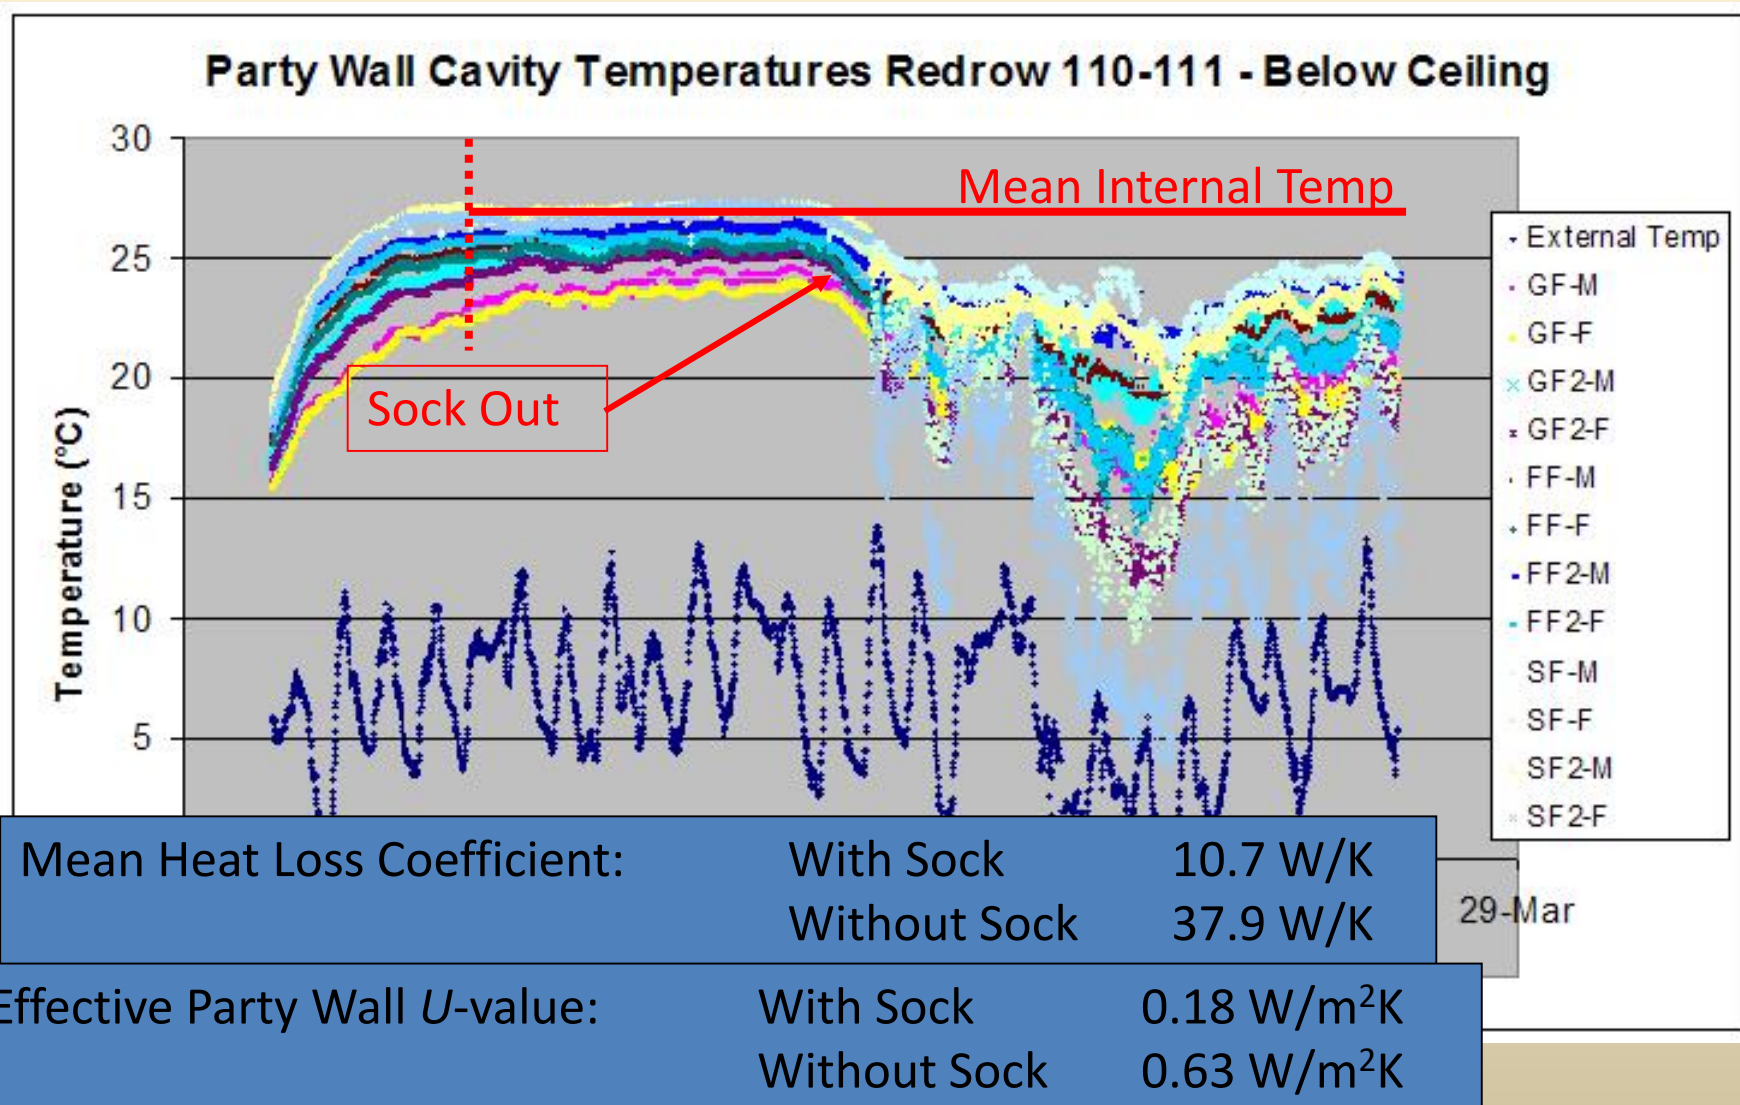 Party Wall Cavity Temperatures Redrow 110-111 - Below Ceiling
30
25
20
15
10
5
Temperature (°C)
Mean Internal Temp
Sock Out
External Temp
GF-M
GF-F
GF2-M
GF2-F
FF-M
FF-F
FF2-M
FF2-F
SF-M
SF-F
SF2-M
SF2-F
29-Mar
Mean Heat Loss Coefficient: With Sock 10.7 W/K
Without Sock 37.9 W/K
Effective Party Wall U-value: With Sock 0.18 W/m²K
Without Sock 0.63 W/m²K